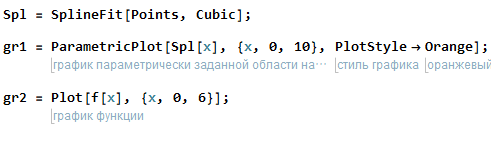 Spl = SplineFit[Points, Cubic];
gr1 = ParametricPlot[Spl[x], {x, 0, 10}, PlotStyle → Orange];
график параметрически заданной области на⋯ стиль графика оранжевый
gr2 = Plot[f[x], {x, 0, 6}];
график функции